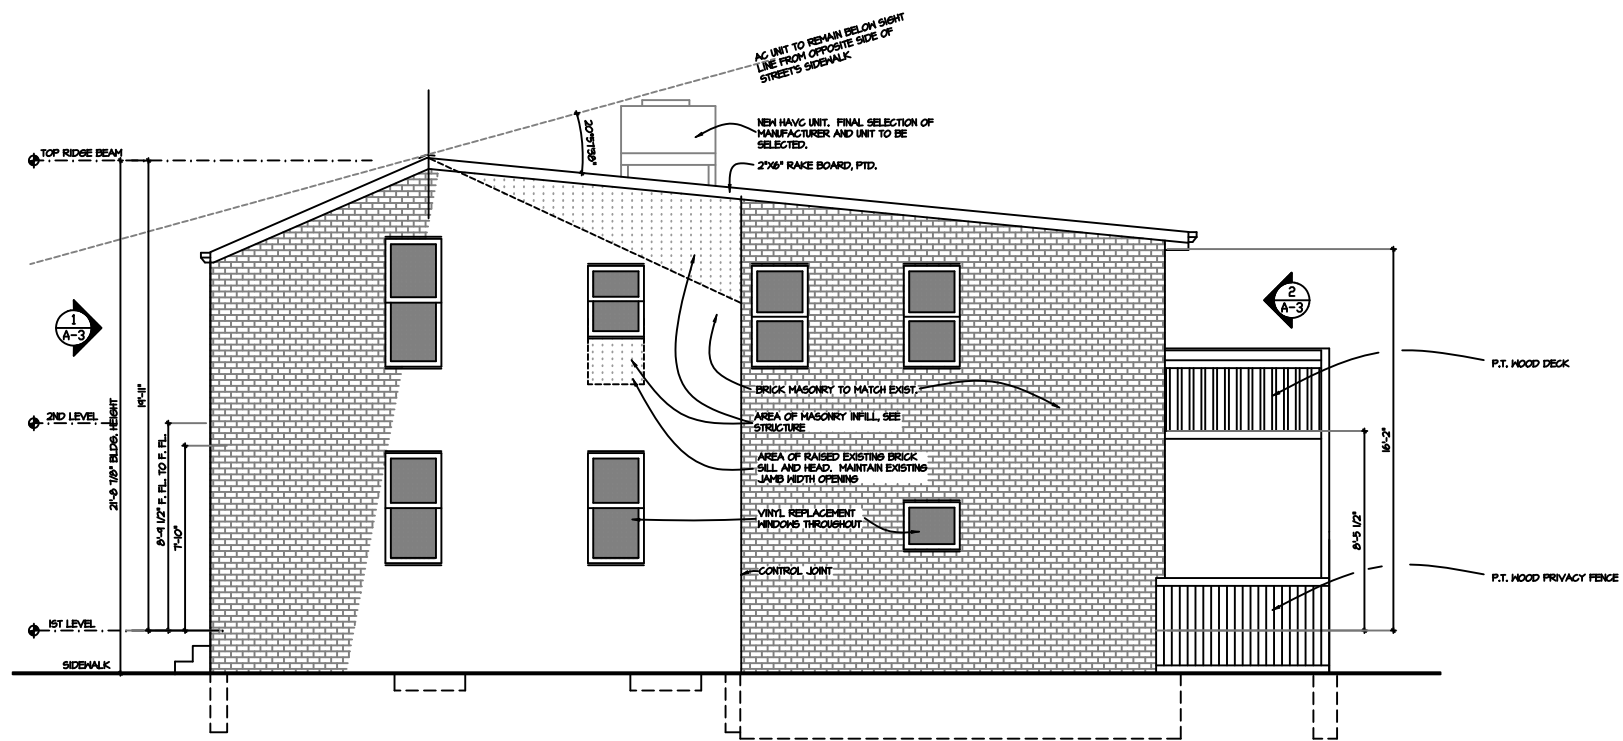 AC UNIT TO REMAIN BELOW SIGHT
LINE FROM OPPOSITE SIDE OF
STREET'S SIDEWALK
NEW HAVC UNIT. FINAL SELECTION OF
MANUFACTURER AND UNIT TO BE
SELECTED.
2"X6" RAKE BOARD, PTD.
TOP RIDGE BEAM
1
A-3
2
A-3
P.T. WOOD DECK
BRICK MASONRY TO MATCH EXIST.
2ND LEVEL
AREA OF MASONRY INFILL, SEE
STRUCTURE
AREA OF RAISED EXISTING BRICK
SILL AND HEAD. MAINTAIN EXISTING
JAMB WIDTH OPENING
VINYL REPLACEMENT
WINDOWS THROUGHOUT
CONTROL JOINT
P.T. WOOD PRIVACY FENCE
1ST LEVEL
SIDEWALK
21'-8 7/8" BLDG. HEIGHT
19'-11"
8'-9 1/2" F. FL. TO F. FL.
7'-10"
16'-2"
8'-5 1/2"